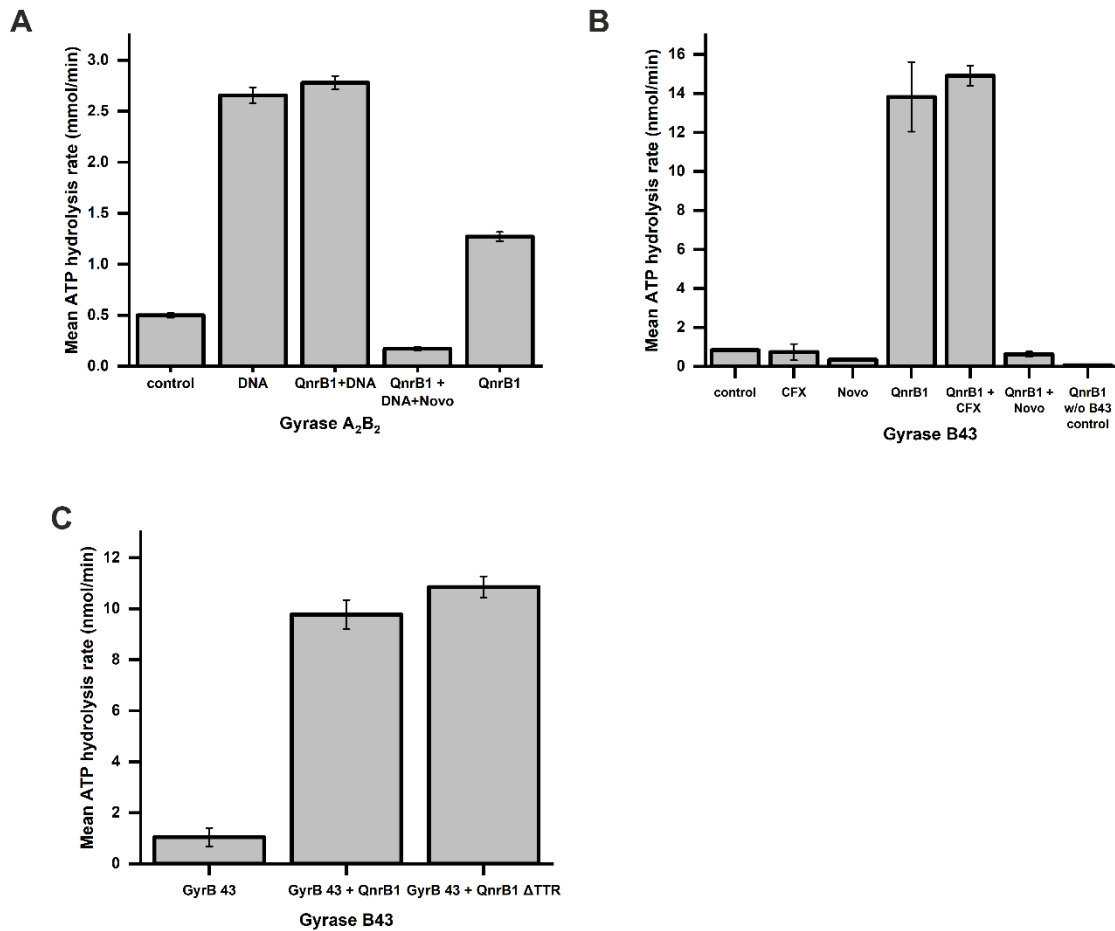 A
Mean ATP hydrolysis rate (mmol/min)
3.0
2.5
2.0
1.5
1.0
0.5
0.0
control DNA QnrB1+DNA QnrB1 + QnrB1
DNA+Novo
Gyrase A₂B₂
B
Mean ATP hydrolysis rate (nmol/min)
16
14
12
10
8
6
4
2
0
control CFX Novo QnrB1 QnrB1 + QnrB1 + QnrB1
CFX Novo w/o B43
control
Gyrase B43
C
Mean ATP hydrolysis rate (nmol/min)
12
10
8
6
4
2
0
GyrB 43 GyrB 43 + QnrB1 GyrB 43 + QnrB1 ΔTTR
Gyrase B43